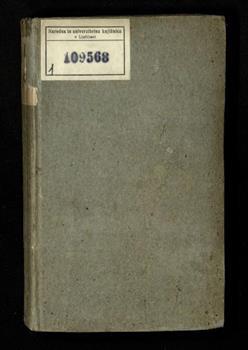 Narodna in univerzitetna knjižnica
v Ljubljani
109568
1